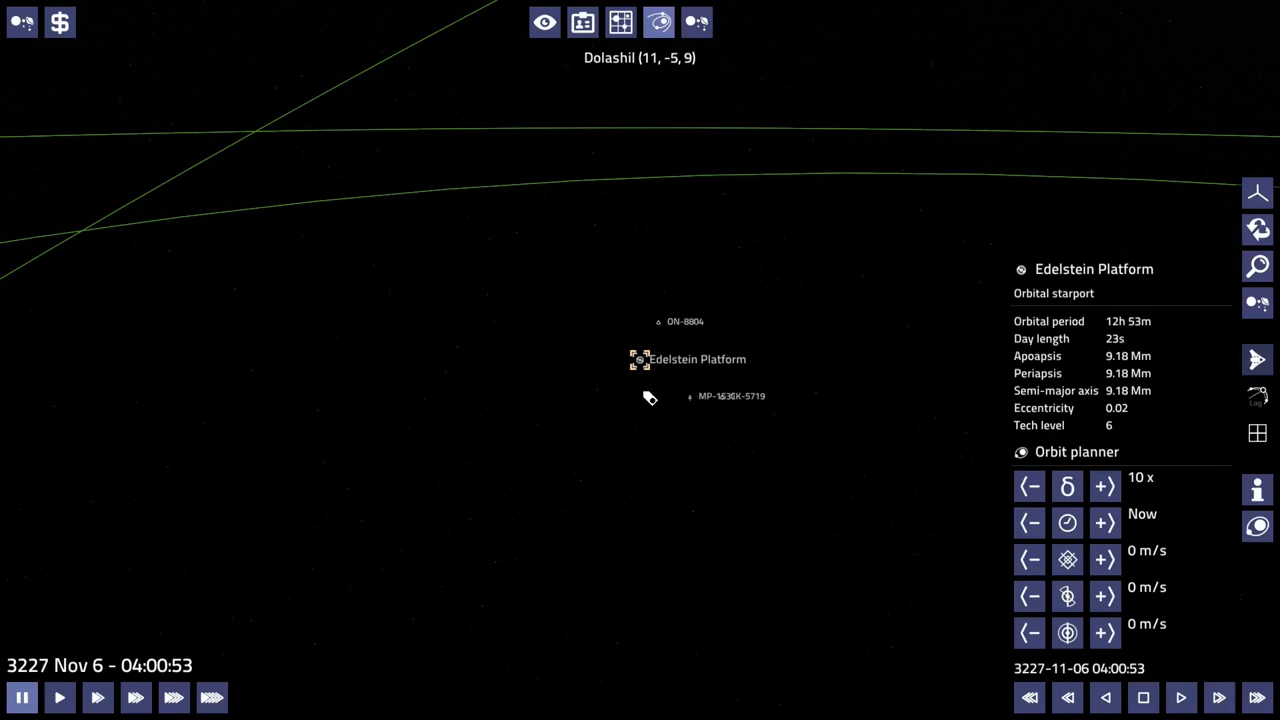 Dolashil (11, -5, 9)
ON-8804
Edelstein Platform
Edelstein Platform
Orbital starport
Orbital period 12h 53m
Day length 23s
Apoapsis 9.18 Mm
Periapsis 9.18 Mm
Semi-major axis 9.18 Mm
Eccentricity 0.02
Tech level 6
Orbit planner
10 x
Now
0 m/s
0 m/s
0 m/s
3227-11-06 04:00:53
3227 Nov 6 - 04:00:53